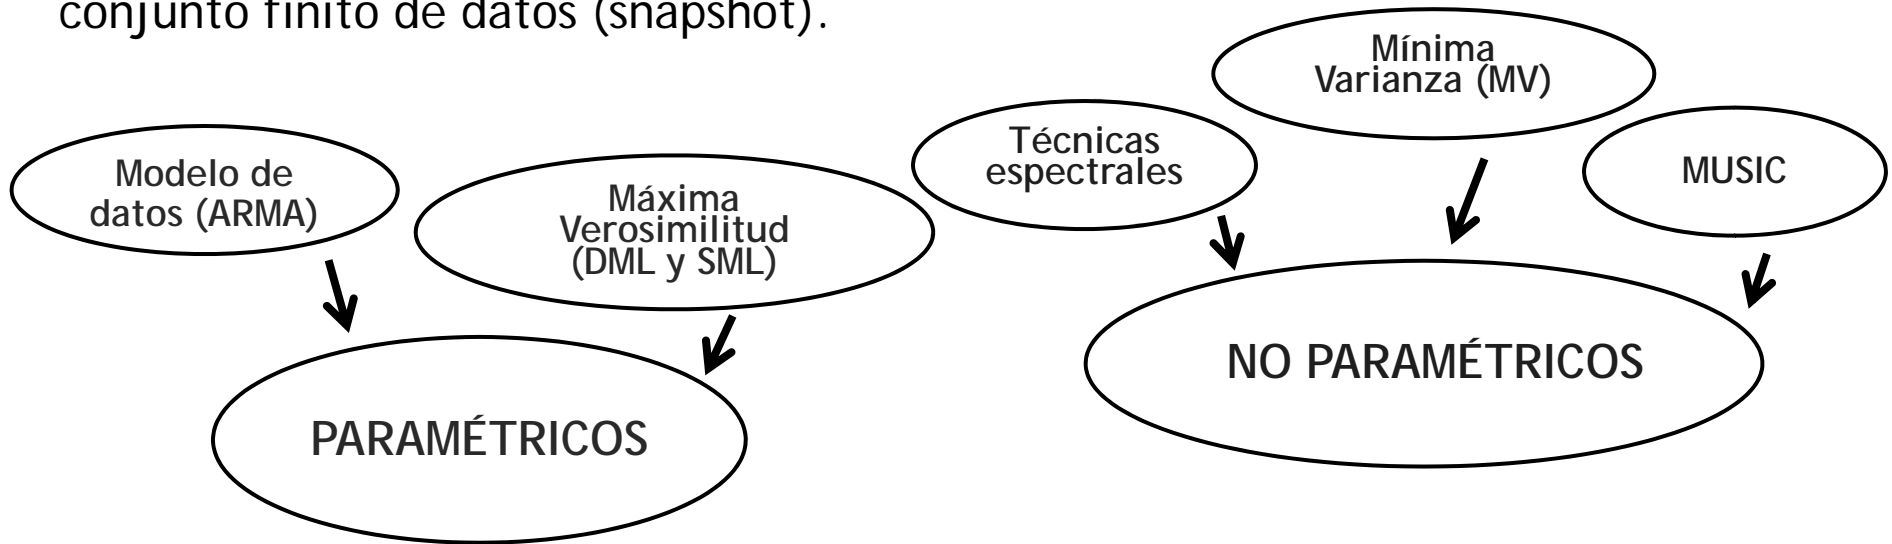 conjunto finito de datos (snapshot).
Modelo de
datos (ARMA)
Máxima
Verosimilitud
(DML y SML)
PARAMÉTRICOS
Técnicas
espectrales
Mínima
Varianza (MV)
MUSIC
NO PARAMÉTRICOS